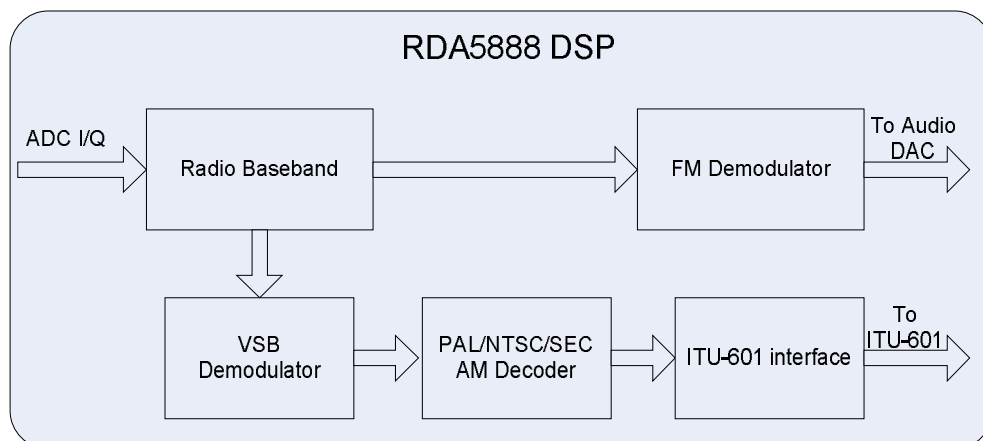 RDA5888 DSP
ADC I/Q
Radio Baseband
FM Demodulator
To Audio
DAC
VSB
Demodulator
PAL/NTSC/SEC
AM Decoder
ITU-601 interface
To
ITU-601